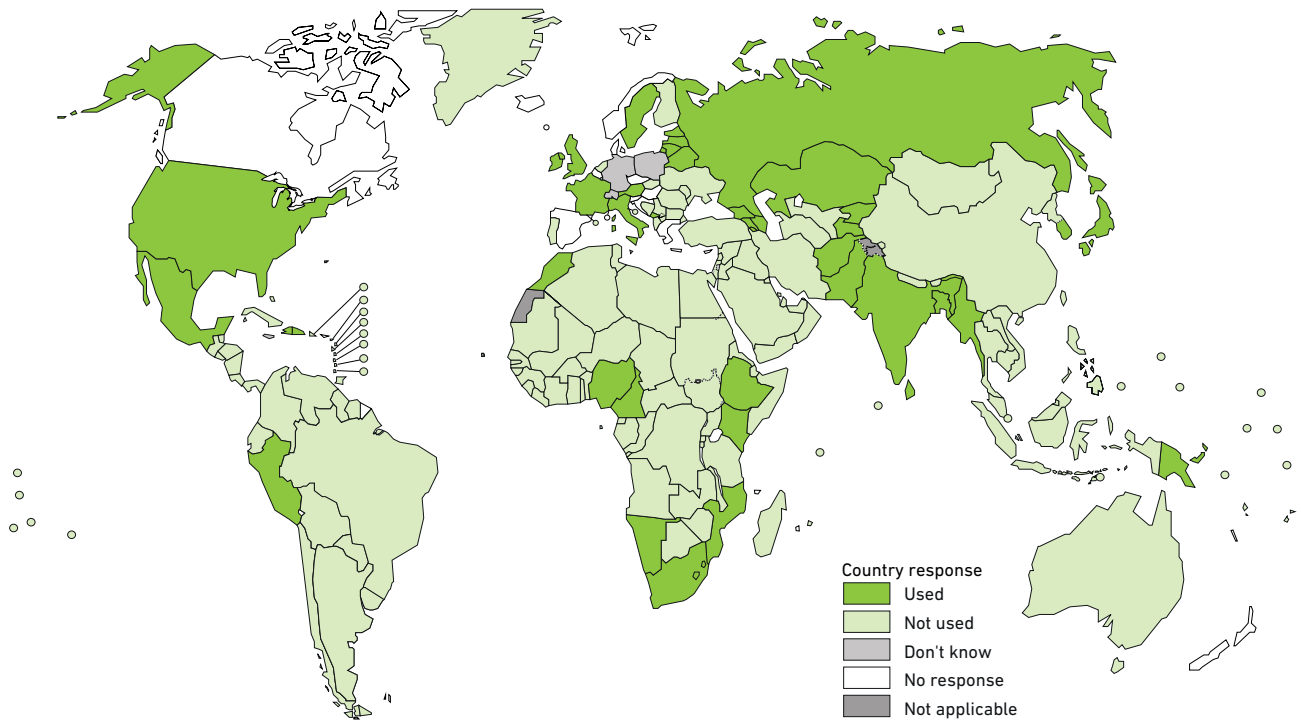 Country response
Used
Not used
Don't know
No response
Not applicable